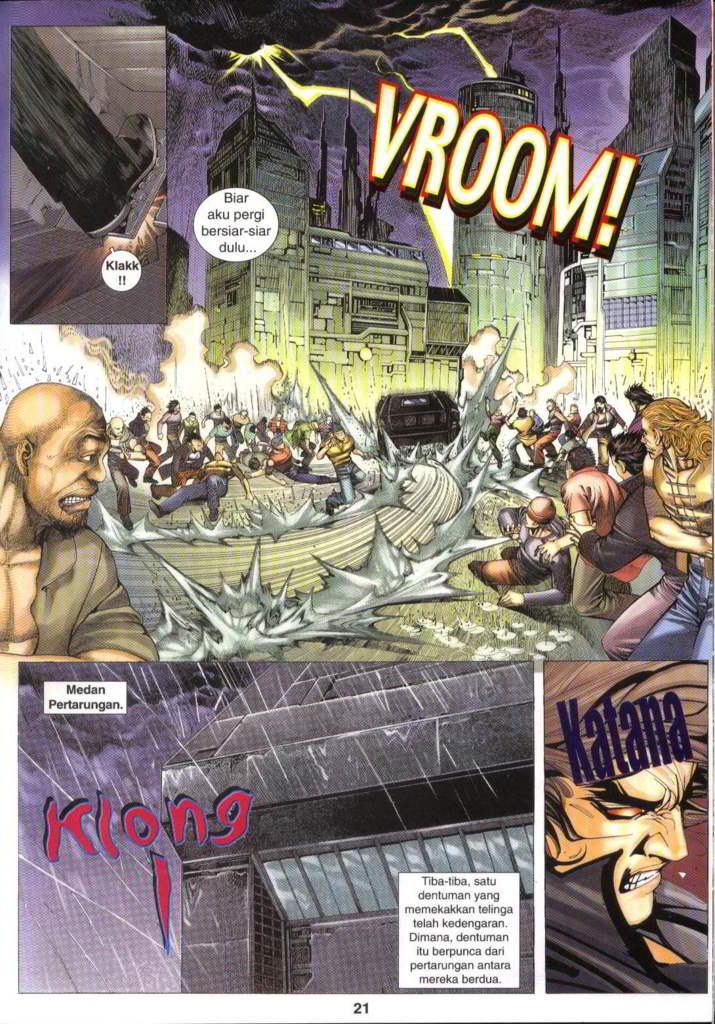 Klakk
!!
Biar
aku pergi
bersiar-siar
dulu...
VROOM!
Medan
Pertarungan.
Klong
!
Tiba-tiba, satu
dentuman yang
memekakkan telinga
telah kedengaran.
Dimana, dentuman
itu berpunca dari
pertarungan antara
mereka berdua.
Katana
21